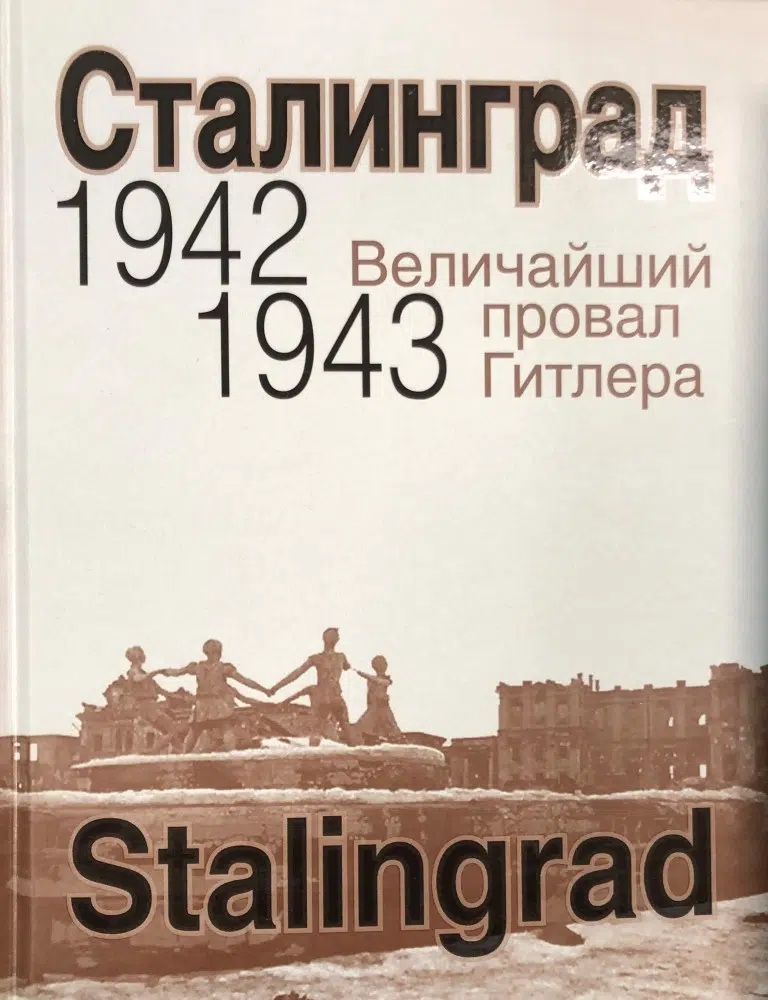 Сталинград
1942
Величайший
1943
провал
Гитлера
Stalingrad